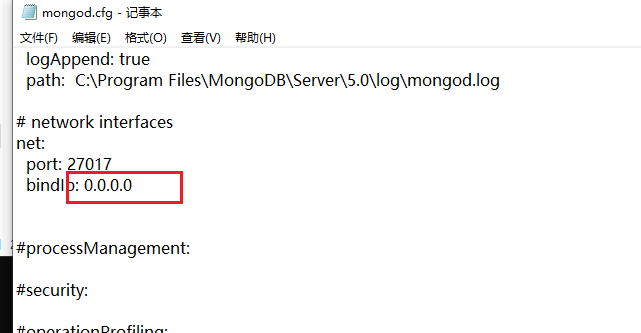 mongod.cfg - 记事本
文件(F) 编辑(E) 格式(O) 查看(V) 帮助(H)
logAppend: true
path:  C:\Program Files\MongoDB\Server\5.0\log\mongod.log
# network interfaces
net:
port: 27017
bindIp: 0.0.0.0
#processManagement:
#security:
#operationProfiling: